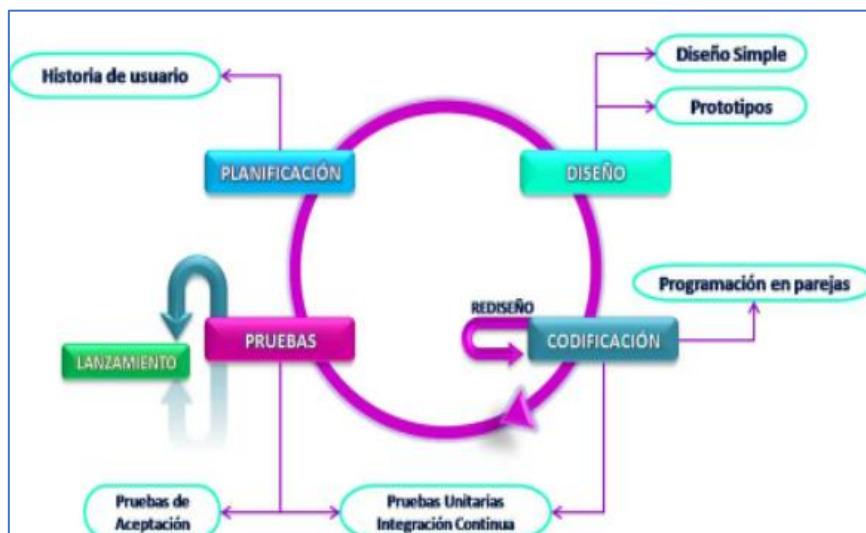 Historia de usuario
Diseño Simple
Prototipos
PLANIFICACIÓN
DISEÑO
Programación en parejas
REDISEÑO
PRUEBAS
CODIFICACIÓN
LANZAMIENTO
Pruebas de
Aceptación
Pruebas Unitarias
Integración Continua